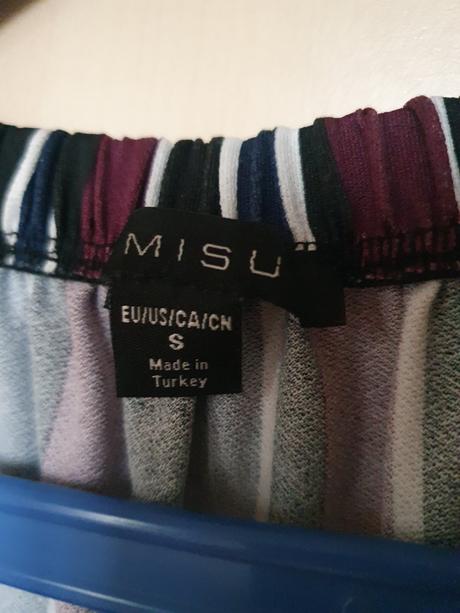 MISU
EU/US/CA/CN
S
Made in
Turkey